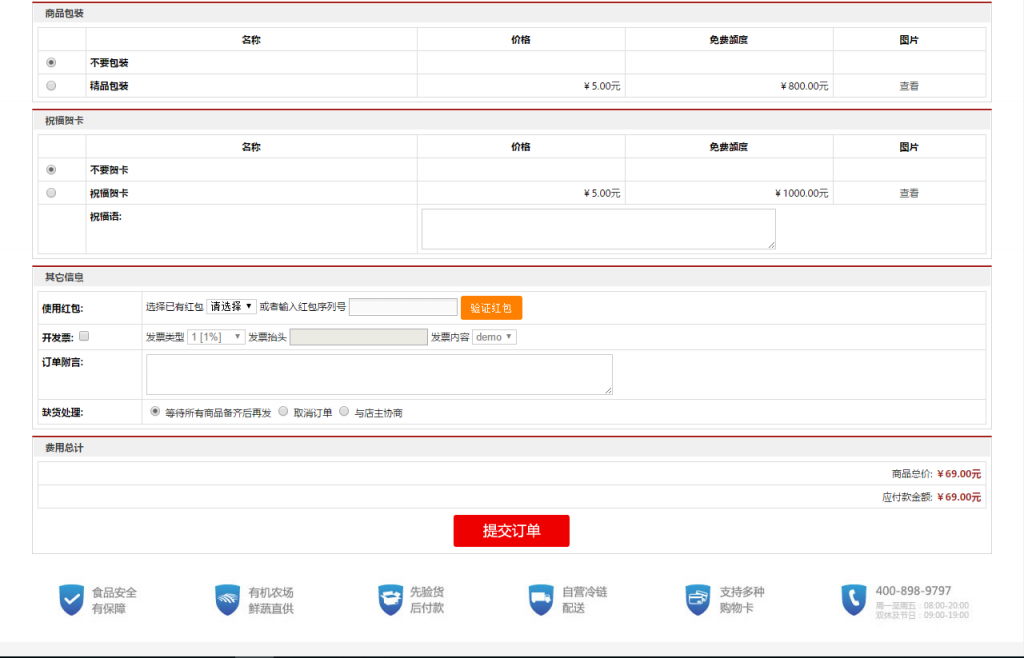 商品包装
名称 价格 免费额度 图片
不要包装
精品包装 ¥5.00元 ¥800.00元 查看
祝福贺卡
名称 价格 免费额度 图片
不要贺卡
祝福贺卡 ¥5.00元 ¥1000.00元 查看
祝福语:
其它信息
使用红包: 选择已有红包 请选择 或者输入红包序列号 验证红包
开发票: 发票类型 1 [1%] 发票抬头 发票内容 demo
订单附言:
缺货处理: 等待所有商品备齐后再发 取消订单 与店主协商
费用总计
商品总价: ¥69.00元
应付款金额: ¥69.00元
提交订单
食品安全 有机农场 先验货 自营冷链 支持多种 400-898-9797
有保障 鲜蔬直供 后付款 配送 购物卡 周一至周五：08:00-20:00
双休及节日：09:00-19:00